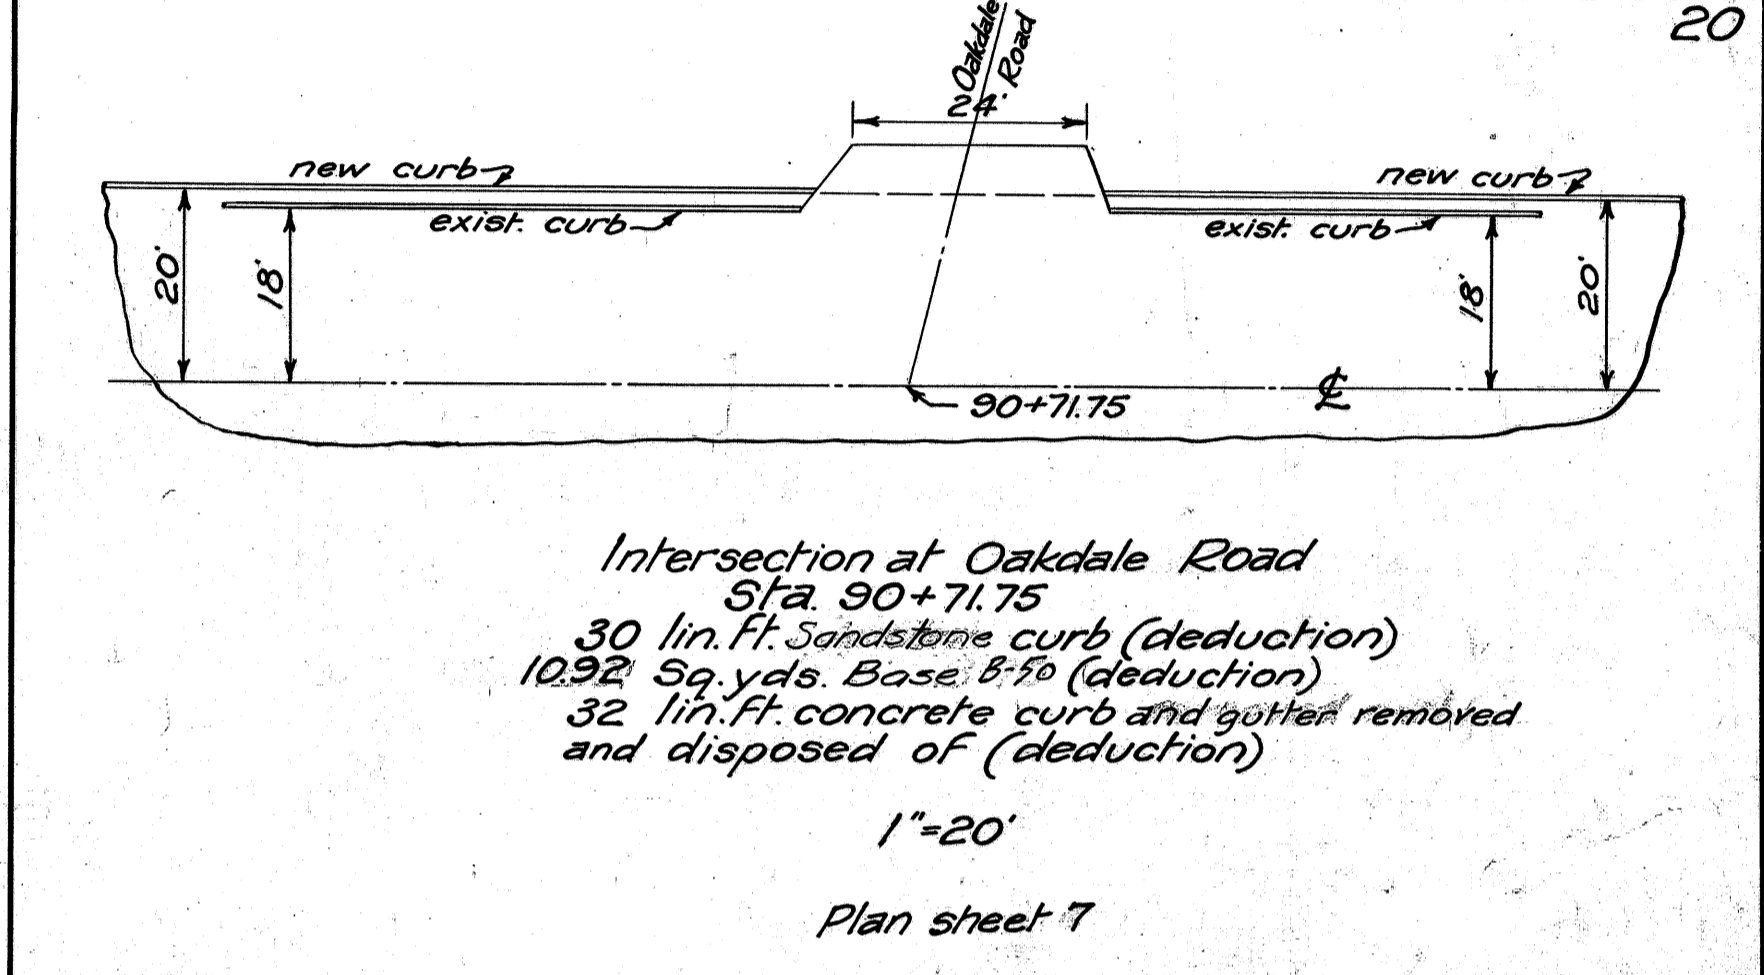 20
Oakdale
Road
24'
new curb
new curb
exist. curb
exist. curb
20'
18'
18'
20'
90+71.75
℄
Intersection at Oakdale Road
Sta. 90+71.75
30 lin. ft. Sandstone curb (deduction)
10.92 Sq. yds. Base B-50 (deduction)
32 lin. ft. concrete curb and gutter removed
and disposed of (deduction)
1"=20'
Plan sheet 7